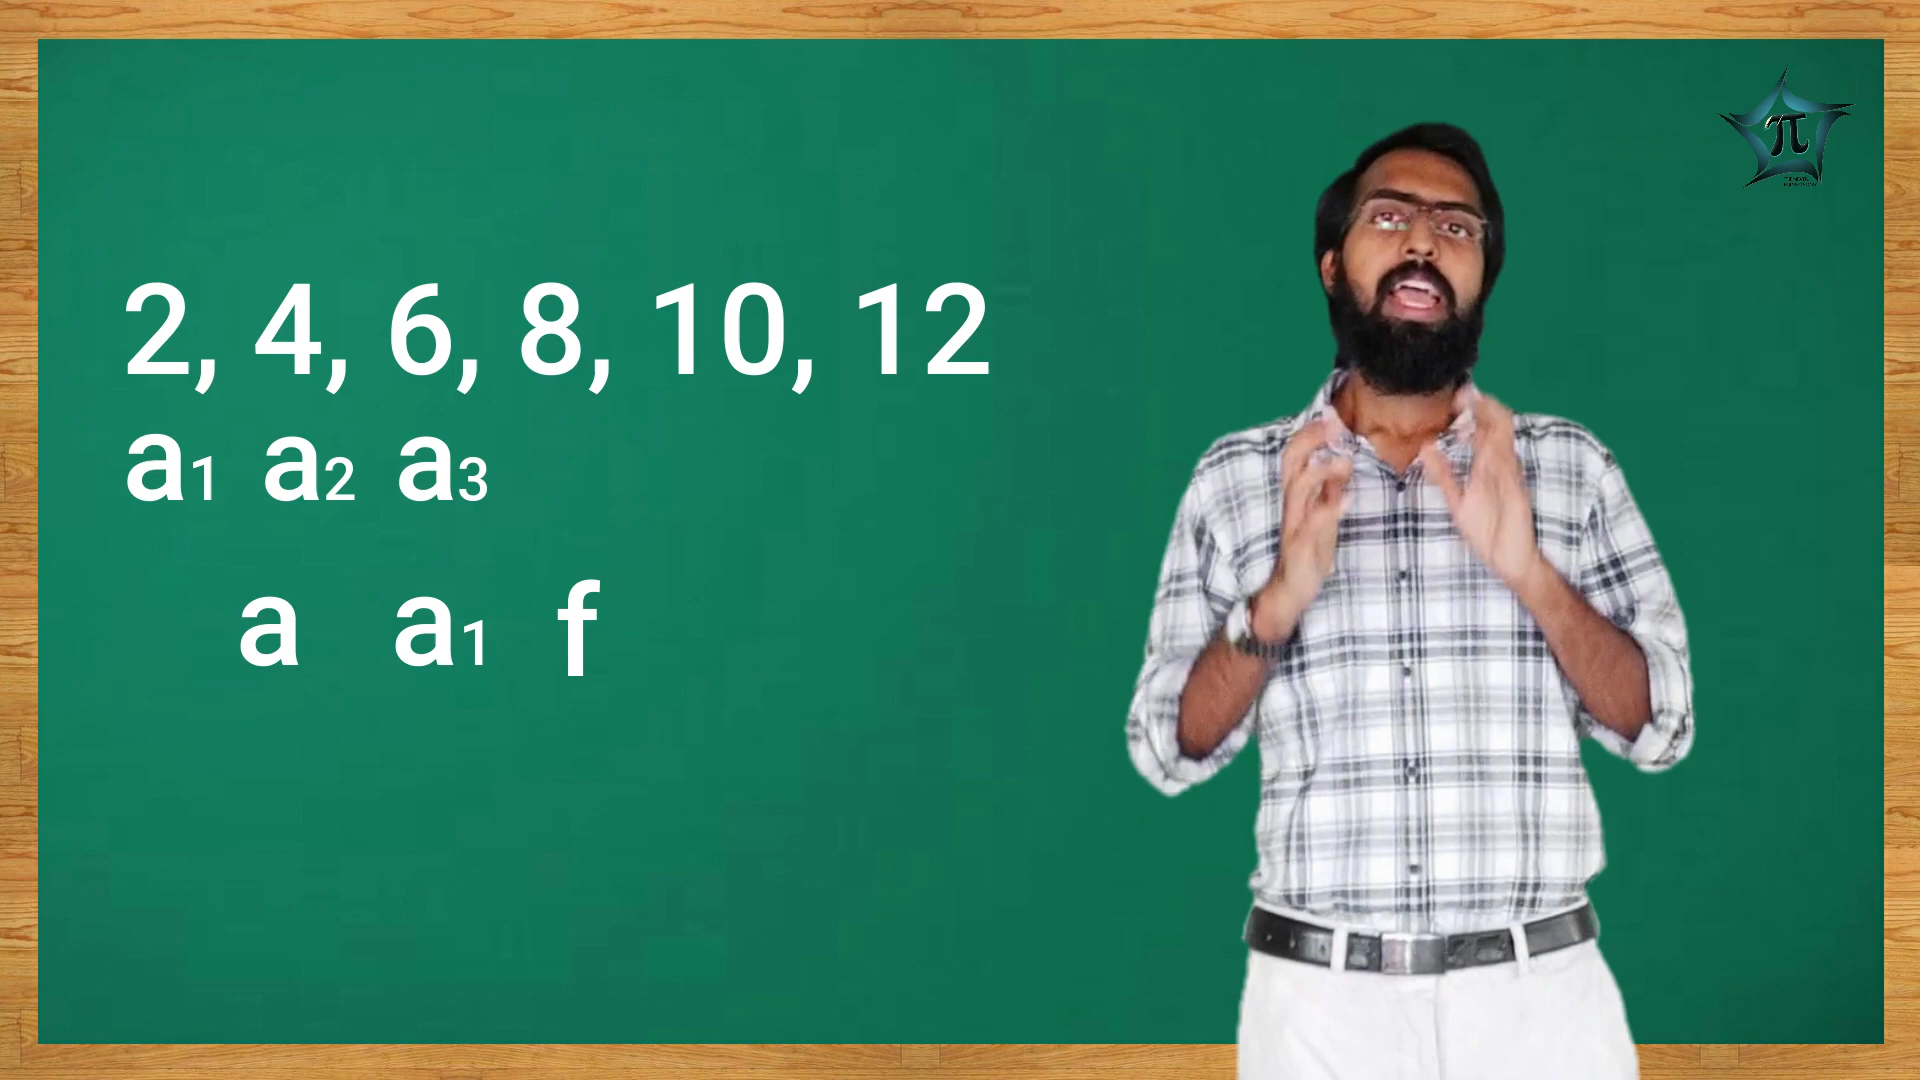 2, 4, 6, 8, 10, 12
a1 a2 a3
a a1 f
π